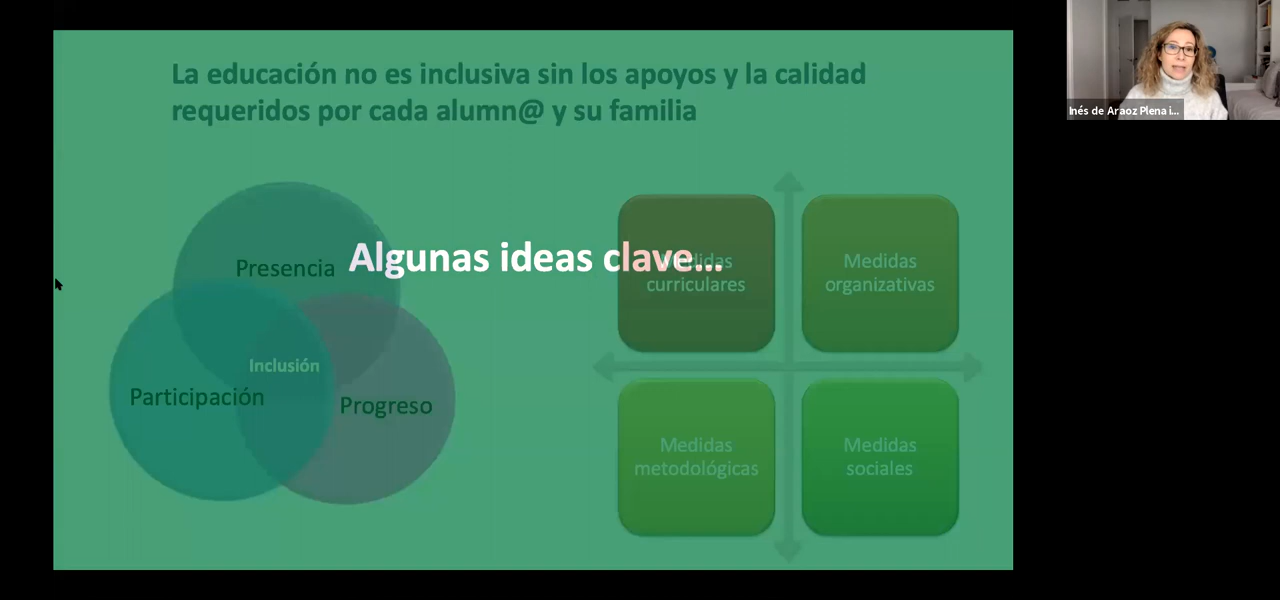 La educación no es inclusiva sin los apoyos y la calidad
requeridos por cada alumn@ y su familia
Algunas ideas clave...
Presencia
Inclusión
Participación
Progreso
Medidas
curriculares
Medidas
organizativas
Medidas
metodológicas
Medidas
sociales
Inés de Araoz Plena i...